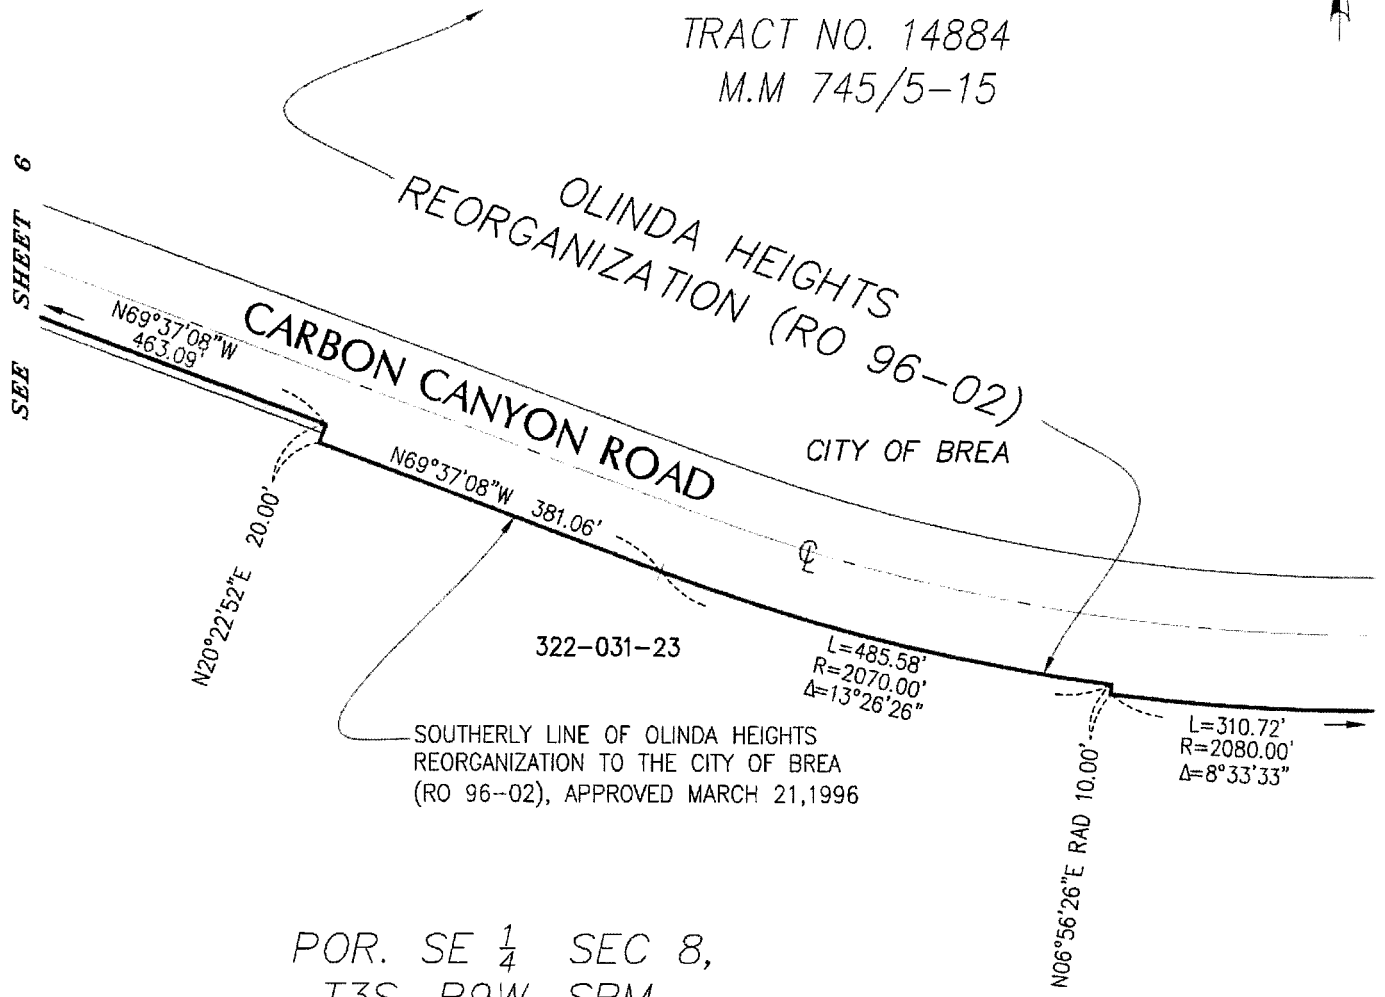 TRACT NO. 14884
M.M 745/5-15
SEE SHEET 6
OLINDA HEIGHTS
REORGANIZATION (RO 96-02)
N69°37'08"W
463.09'
CARBON CANYON ROAD
CITY OF BREA
N69°37'08"W 381.06'
℄
N20°22'52"E 20.00'
322-031-23
L=485.58'
R=2070.00'
Δ=13°26'26"
L=310.72'
R=2080.00'
Δ=8°33'33"
SOUTHERLY LINE OF OLINDA HEIGHTS
REORGANIZATION TO THE CITY OF BREA
(RO 96-02), APPROVED MARCH 21,1996
N06°56'26"E RAD 10.00'
POR. SE 1/4 SEC 8,
T3S, R9W, SBM